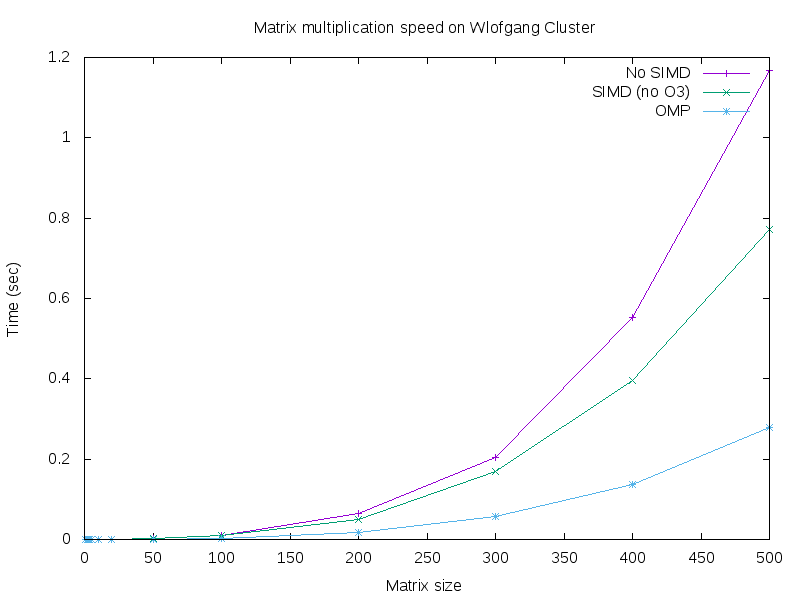 Matrix multiplication speed on Wlofgang Cluster
1.2
1
0.8
0.6
0.4
0.2
0
Time (sec)
No SIMD
SIMD (no O3)
OMP
0 50 100 150 200 250 300 350 400 450 500
Matrix size